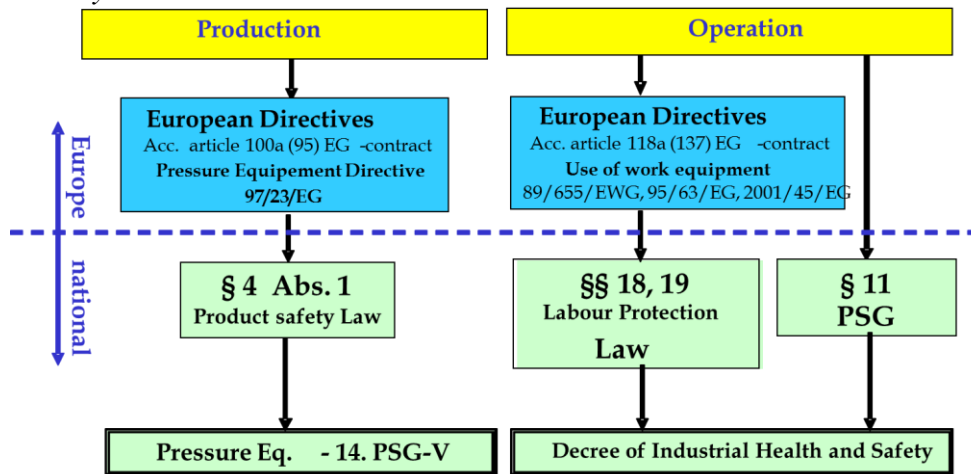 Production
Operation
European Directives
Acc. article 100a (95) EG -contract
Pressure Equipement Directive
97/23/EG
European Directives
Acc. article 118a (137) EG -contract
Use of work equipment
89/655/EWG, 95/63/EG, 2001/45/EG
Europe
national
§ 4 Abs. 1
Product safety Law
§§ 18, 19
Labour Protection
Law
§ 11
PSG
Pressure Eq. - 14. PSG-V
Decree of Industrial Health and Safety